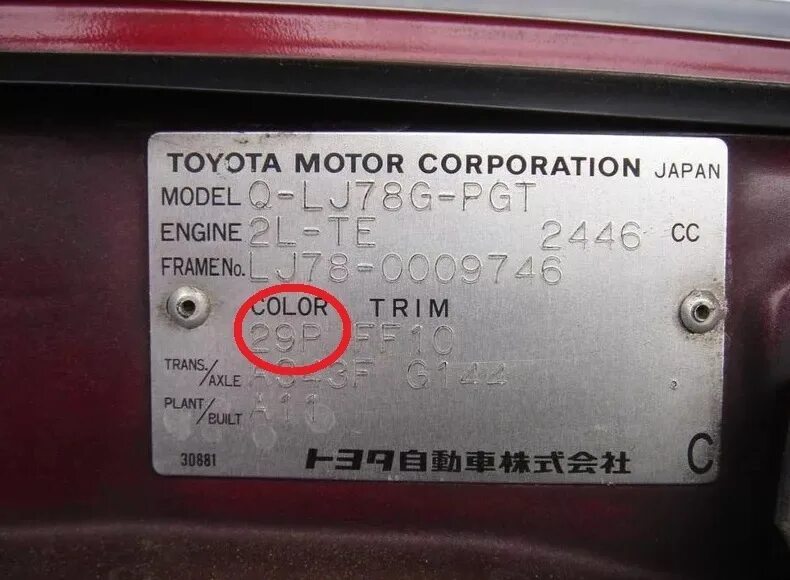 TOYOTA MOTOR CORPORATION JAPAN
MODEL Q-LJ78G-PGT
ENGINE 2L-TE 2446 CC
FRAME No. LJ78-0009746
COLOR TRIM
29P FF10
TRANS./AXLE A343F G144
PLANT/BUILT A11
30881 トヨタ自動車株式会社 C